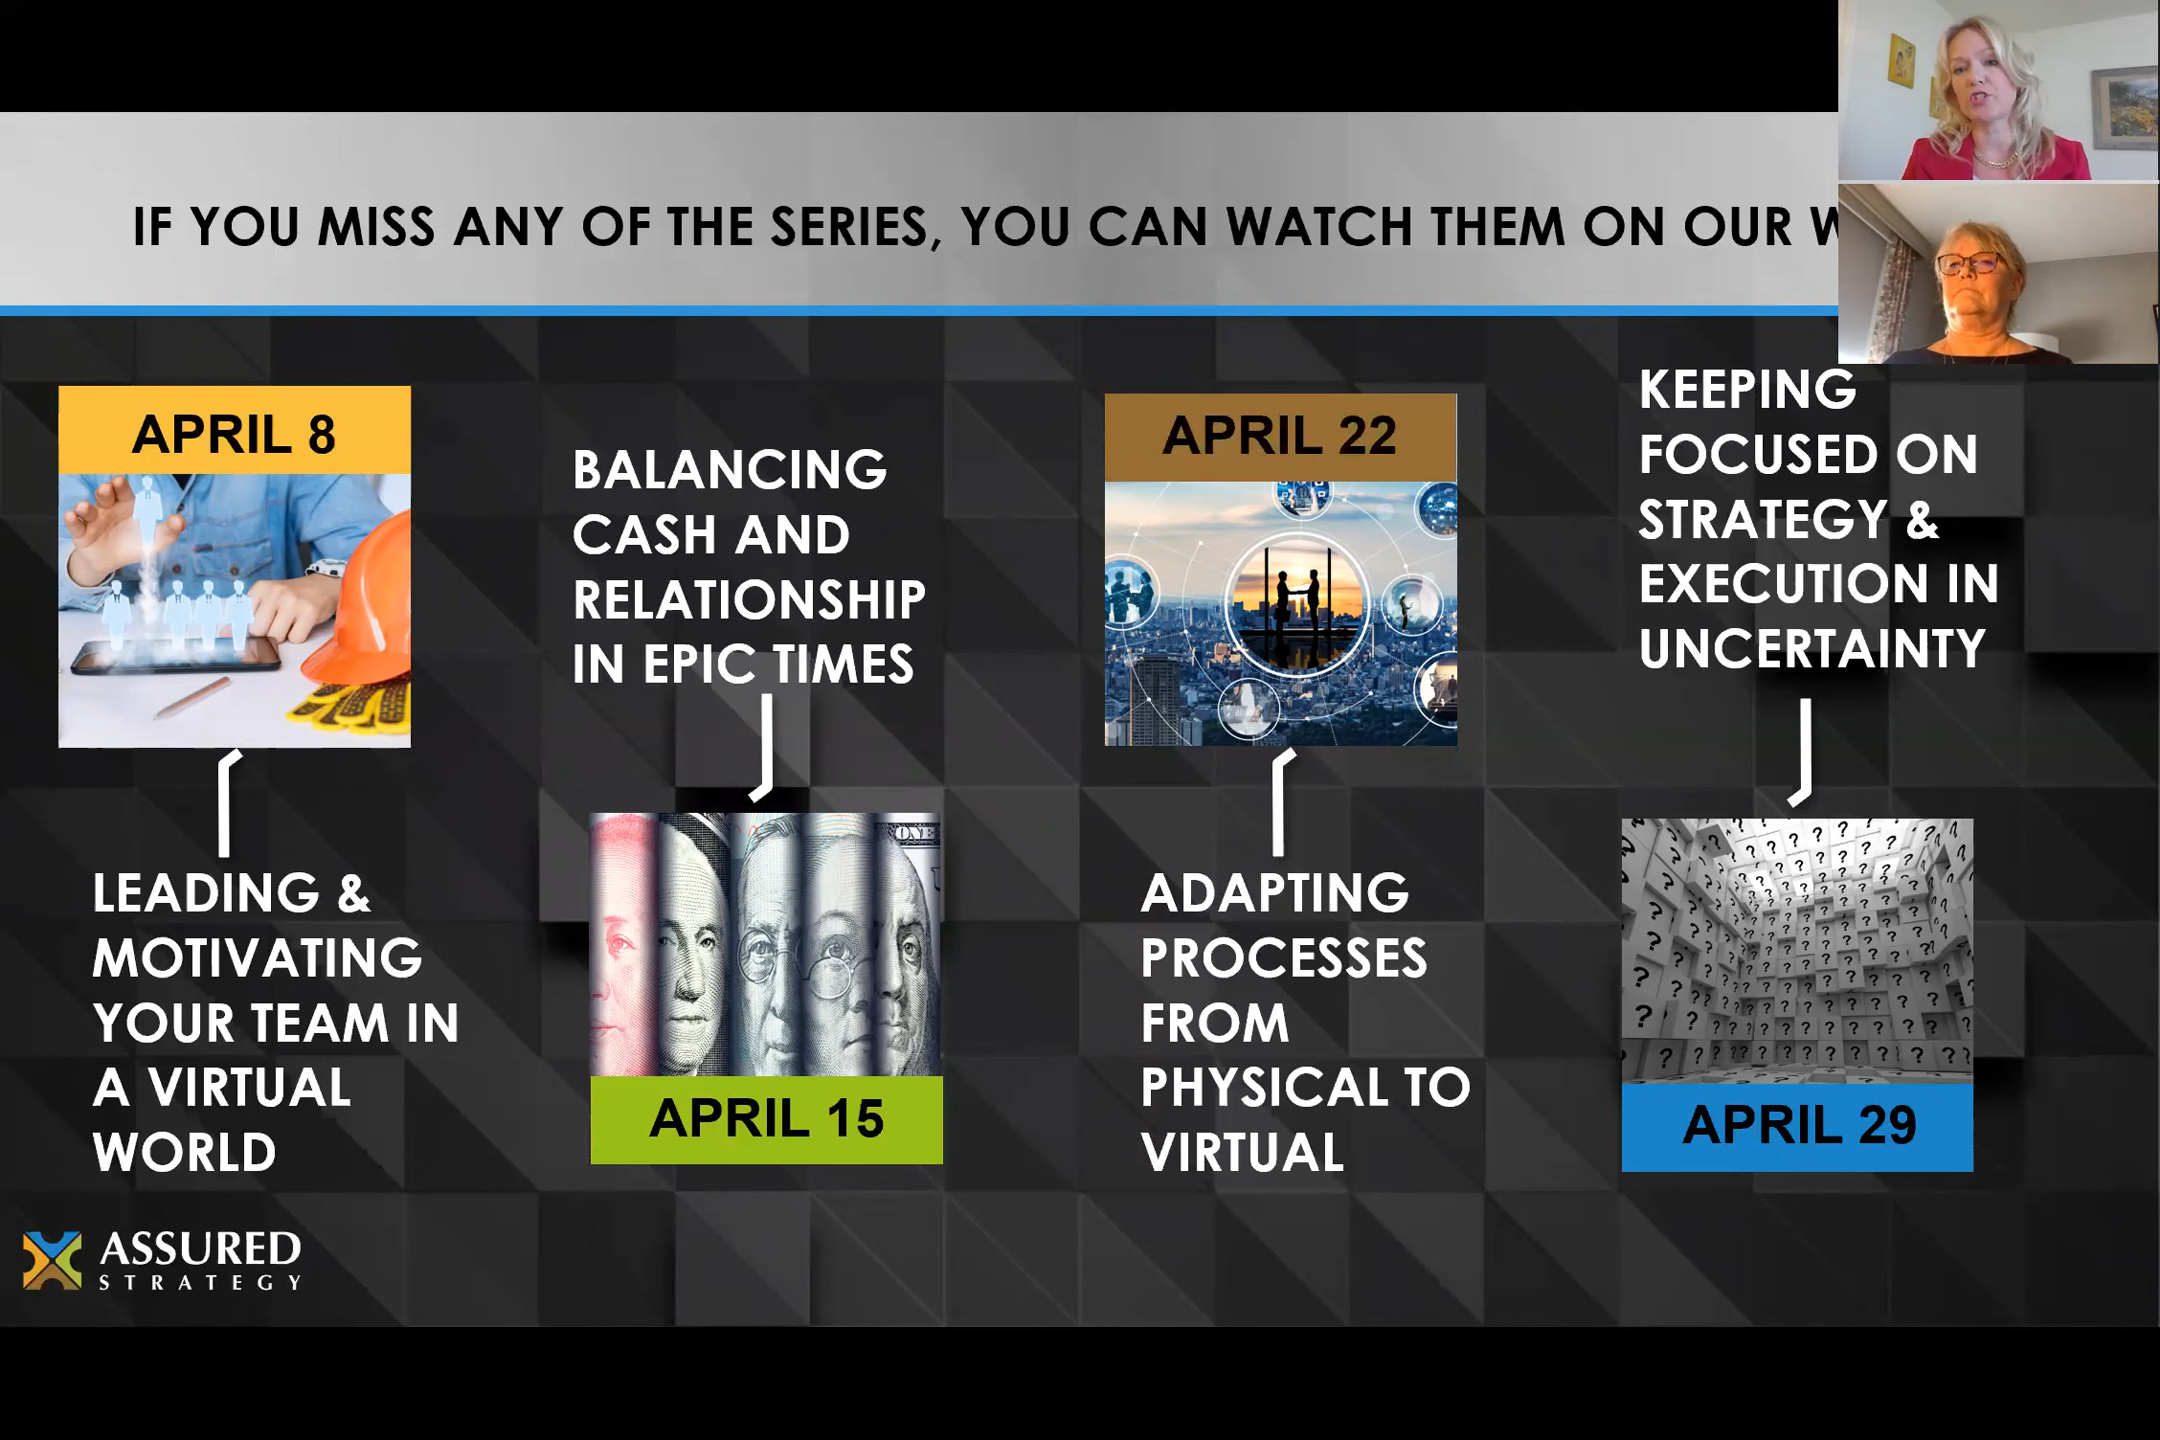 IF YOU MISS ANY OF THE SERIES, YOU CAN WATCH THEM ON OUR
APRIL 8
LEADING &
MOTIVATING
YOUR TEAM IN
A VIRTUAL
WORLD
BALANCING
CASH AND
RELATIONSHIP
IN EPIC TIMES
ONE
APRIL 15
APRIL 22
ADAPTING
PROCESSES
FROM
PHYSICAL TO
VIRTUAL
KEEPING
FOCUSED ON
STRATEGY &
EXECUTION IN
UNCERTAINTY
APRIL 29
ASSURED
STRATEGY